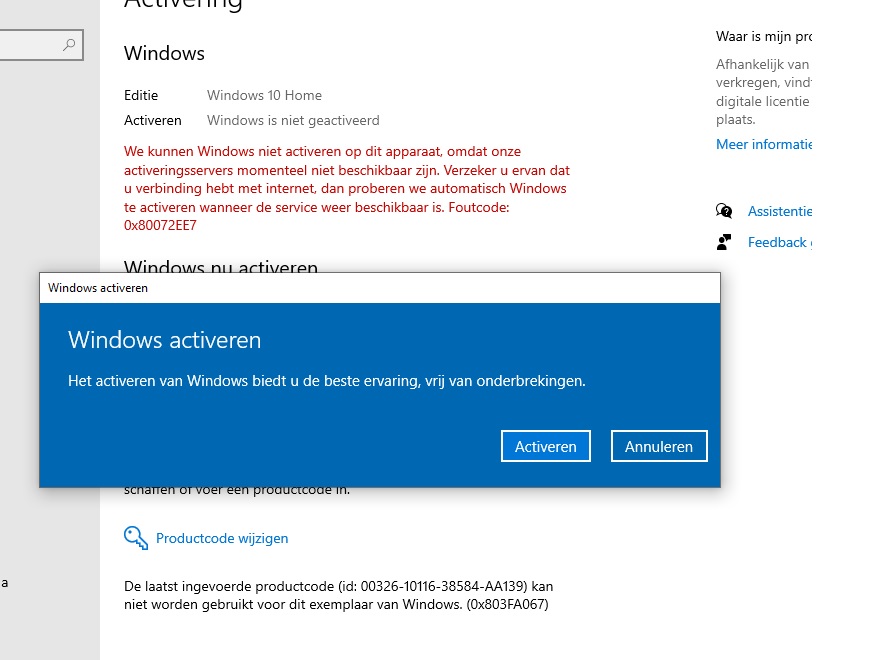 Activering
Windows
Editie Windows 10 Home
Activeren Windows is niet geactiveerd
We kunnen Windows niet activeren op dit apparaat, omdat onze
activeringsservers momenteel niet beschikbaar zijn. Verzeker u ervan dat
u verbinding hebt met internet, dan proberen we automatisch Windows
te activeren wanneer de service weer beschikbaar is. Foutcode:
0x80072EE7
Windows nu activeren
Windows activeren
Windows activeren
Het activeren van Windows biedt u de beste ervaring, vrij van onderbrekingen.
Activeren
Annuleren
schaffen of voer een productcode in.
Productcode wijzigen
De laatst ingevoerde productcode (id: 00326-10116-38584-AA139) kan
niet worden gebruikt voor dit exemplaar van Windows. (0x803FA067)
a
Waar is mijn pro
Afhankelijk van
verkregen, vindt
digitale licentie
plaats.
Meer informatie
Assistentie
Feedback